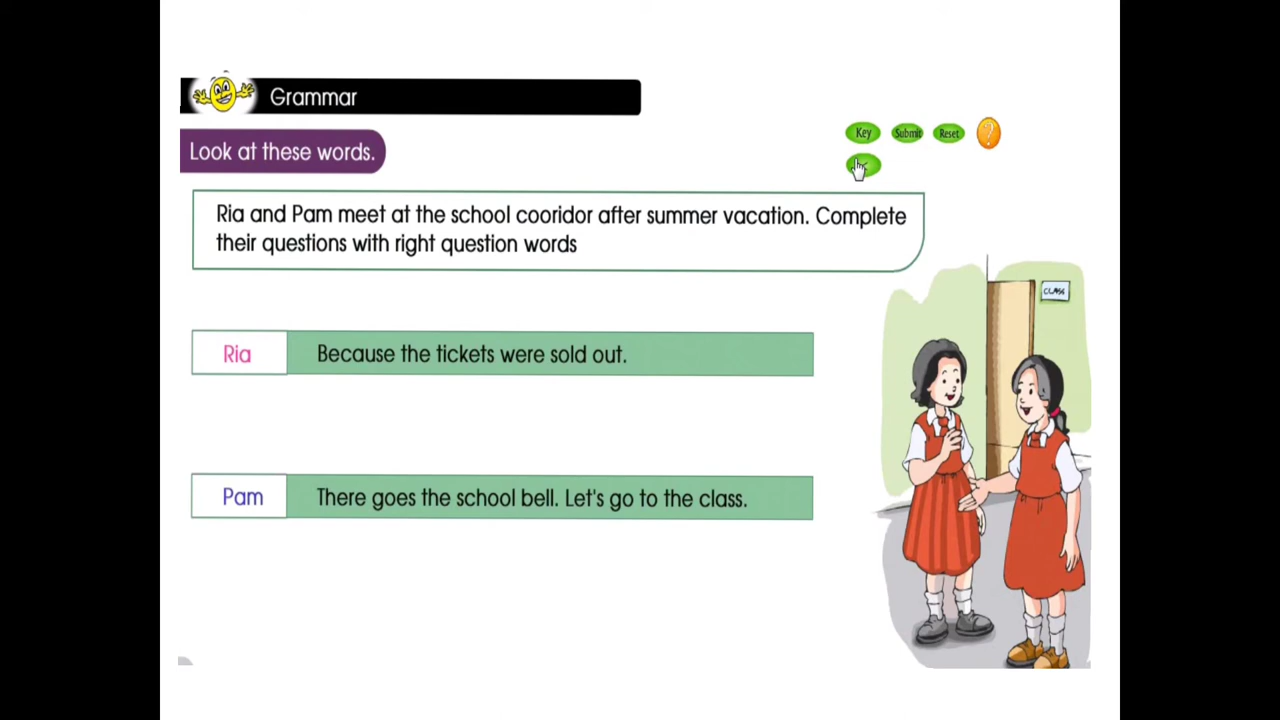 Grammar
Look at these words.
Key Submit Reset ?
Ria and Pam meet at the school cooridor after summer vacation. Complete
their questions with right question words
CLASS
Ria Because the tickets were sold out.
Pam There goes the school bell. Let's go to the class.